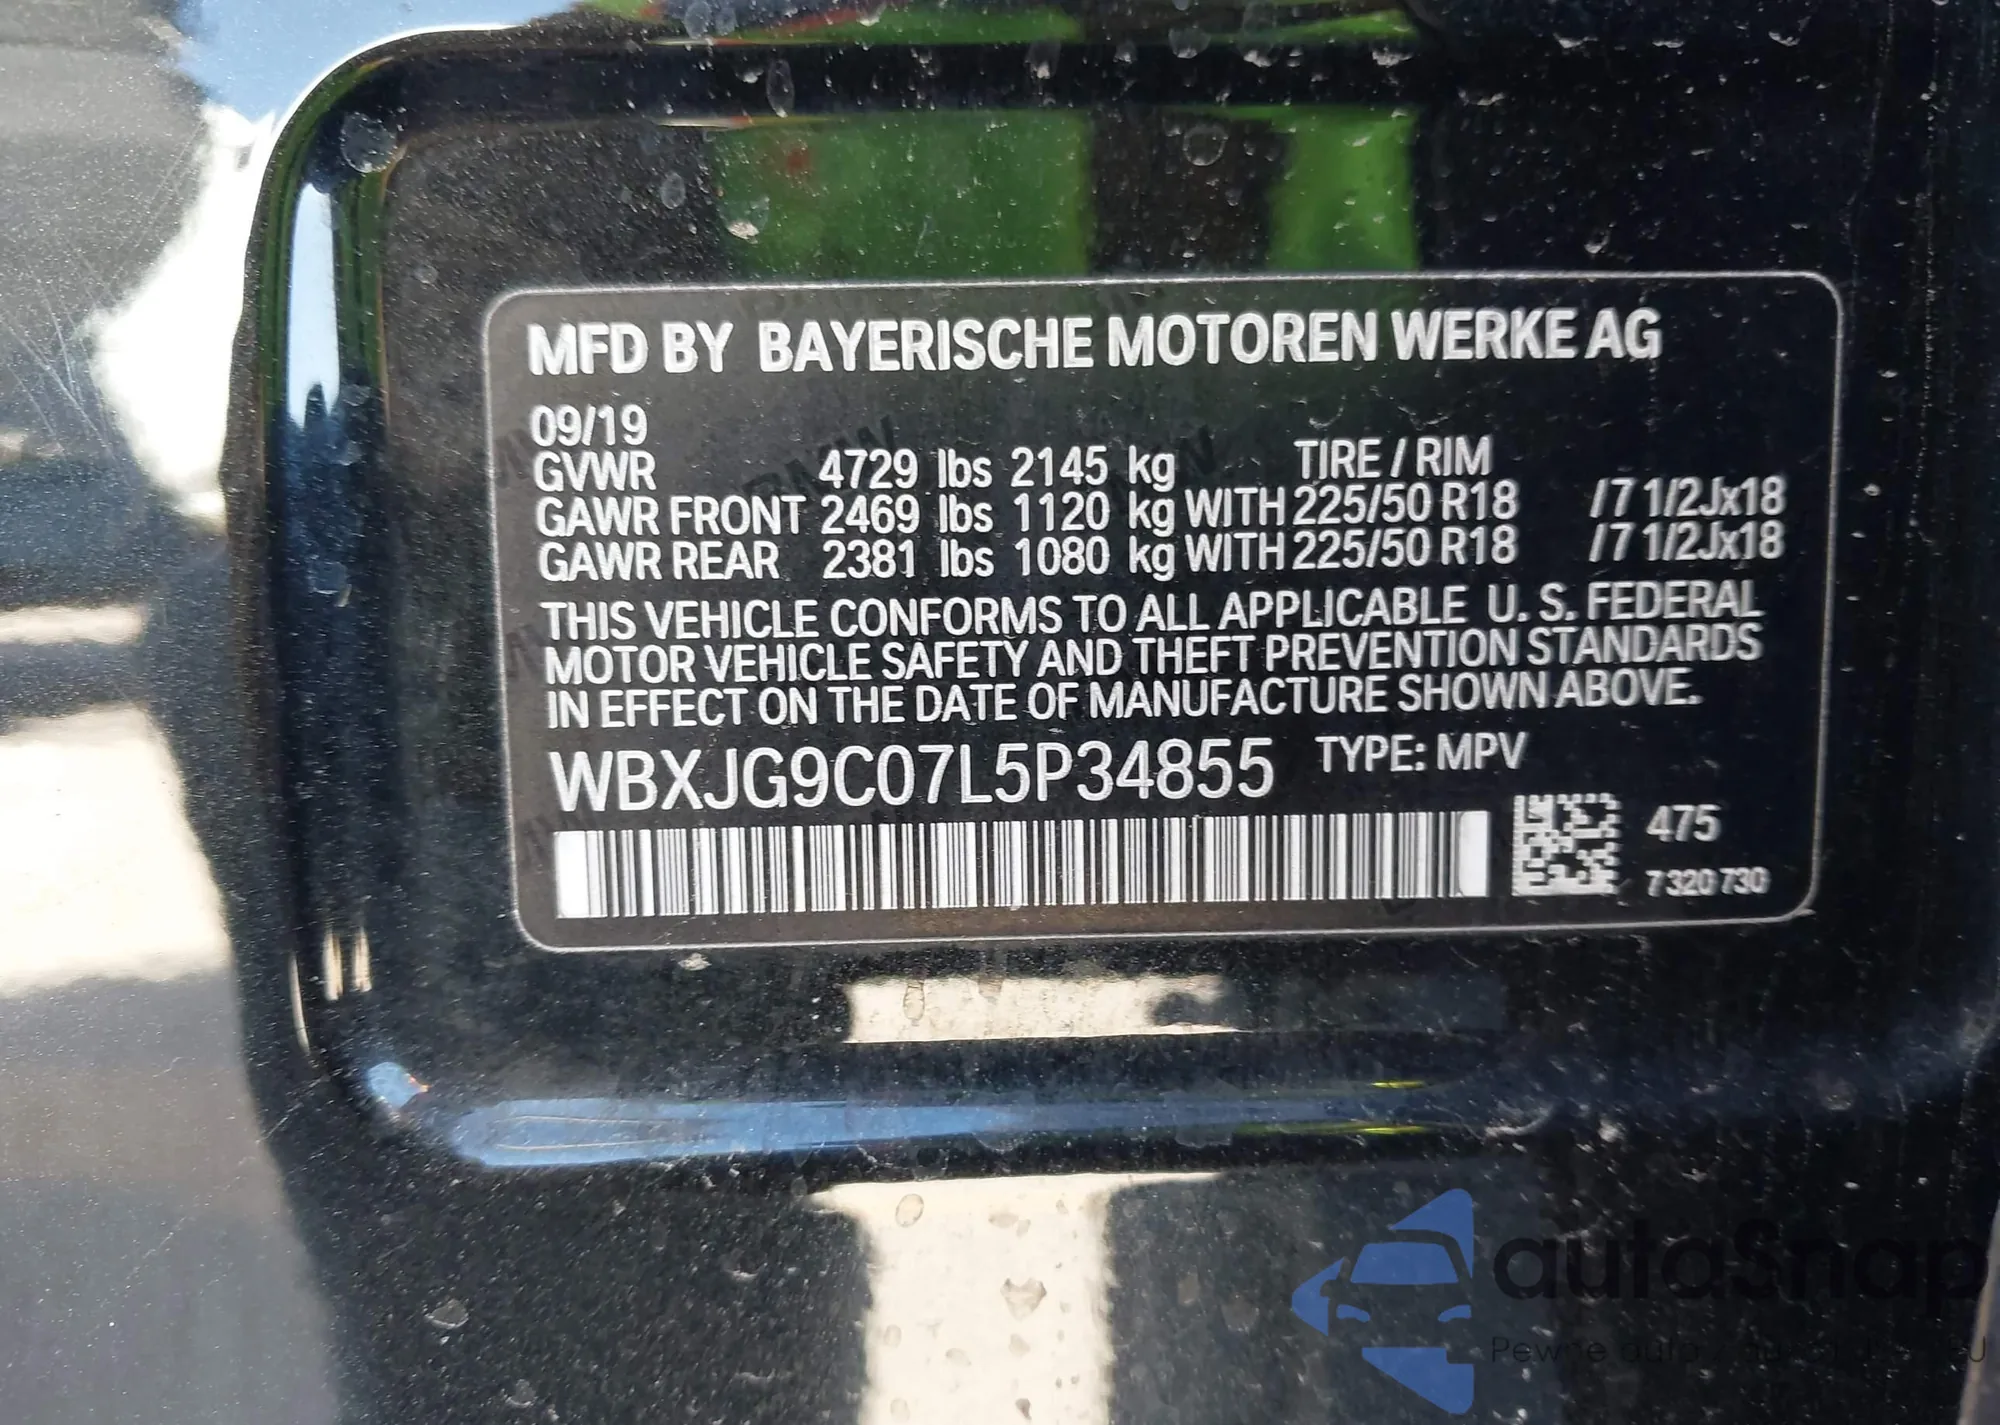 MFD BY BAYERISCHE MOTOREN WERKE AG
09/19
GVWR 4729 lbs 2145 kg TIRE / RIM
GAWR FRONT 2469 lbs 1120 kg WITH 225/50 R18 /7 1/2Jx18
GAWR REAR 2381 lbs 1080 kg WITH 225/50 R18 /7 1/2Jx18
THIS VEHICLE CONFORMS TO ALL APPLICABLE U. S. FEDERAL
MOTOR VEHICLE SAFETY AND THEFT PREVENTION STANDARDS
IN EFFECT ON THE DATE OF MANUFACTURE SHOWN ABOVE.
WBXJG9C07L5P34855 TYPE: MPV
475
7 320 730
autoSnap
Pewne auto